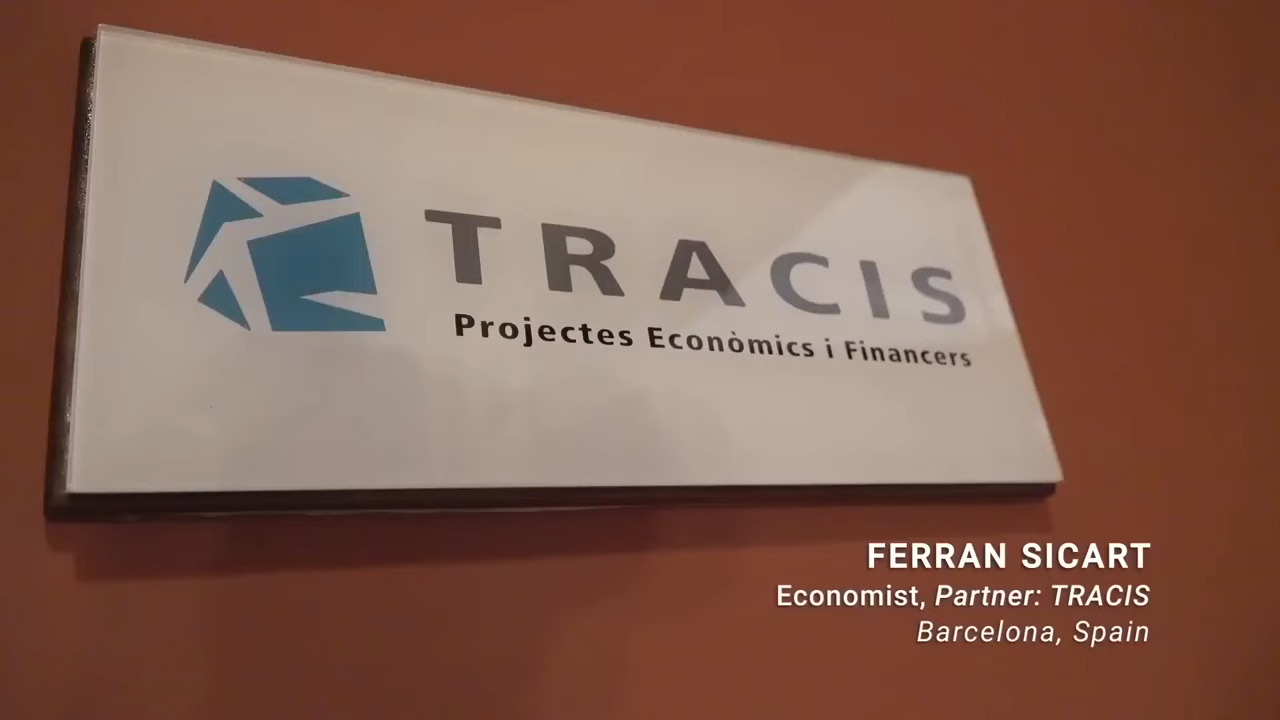 TRACIS
Projectes Econòmics i Financers
FERRAN SICART
Economist, Partner: TRACIS
Barcelona, Spain